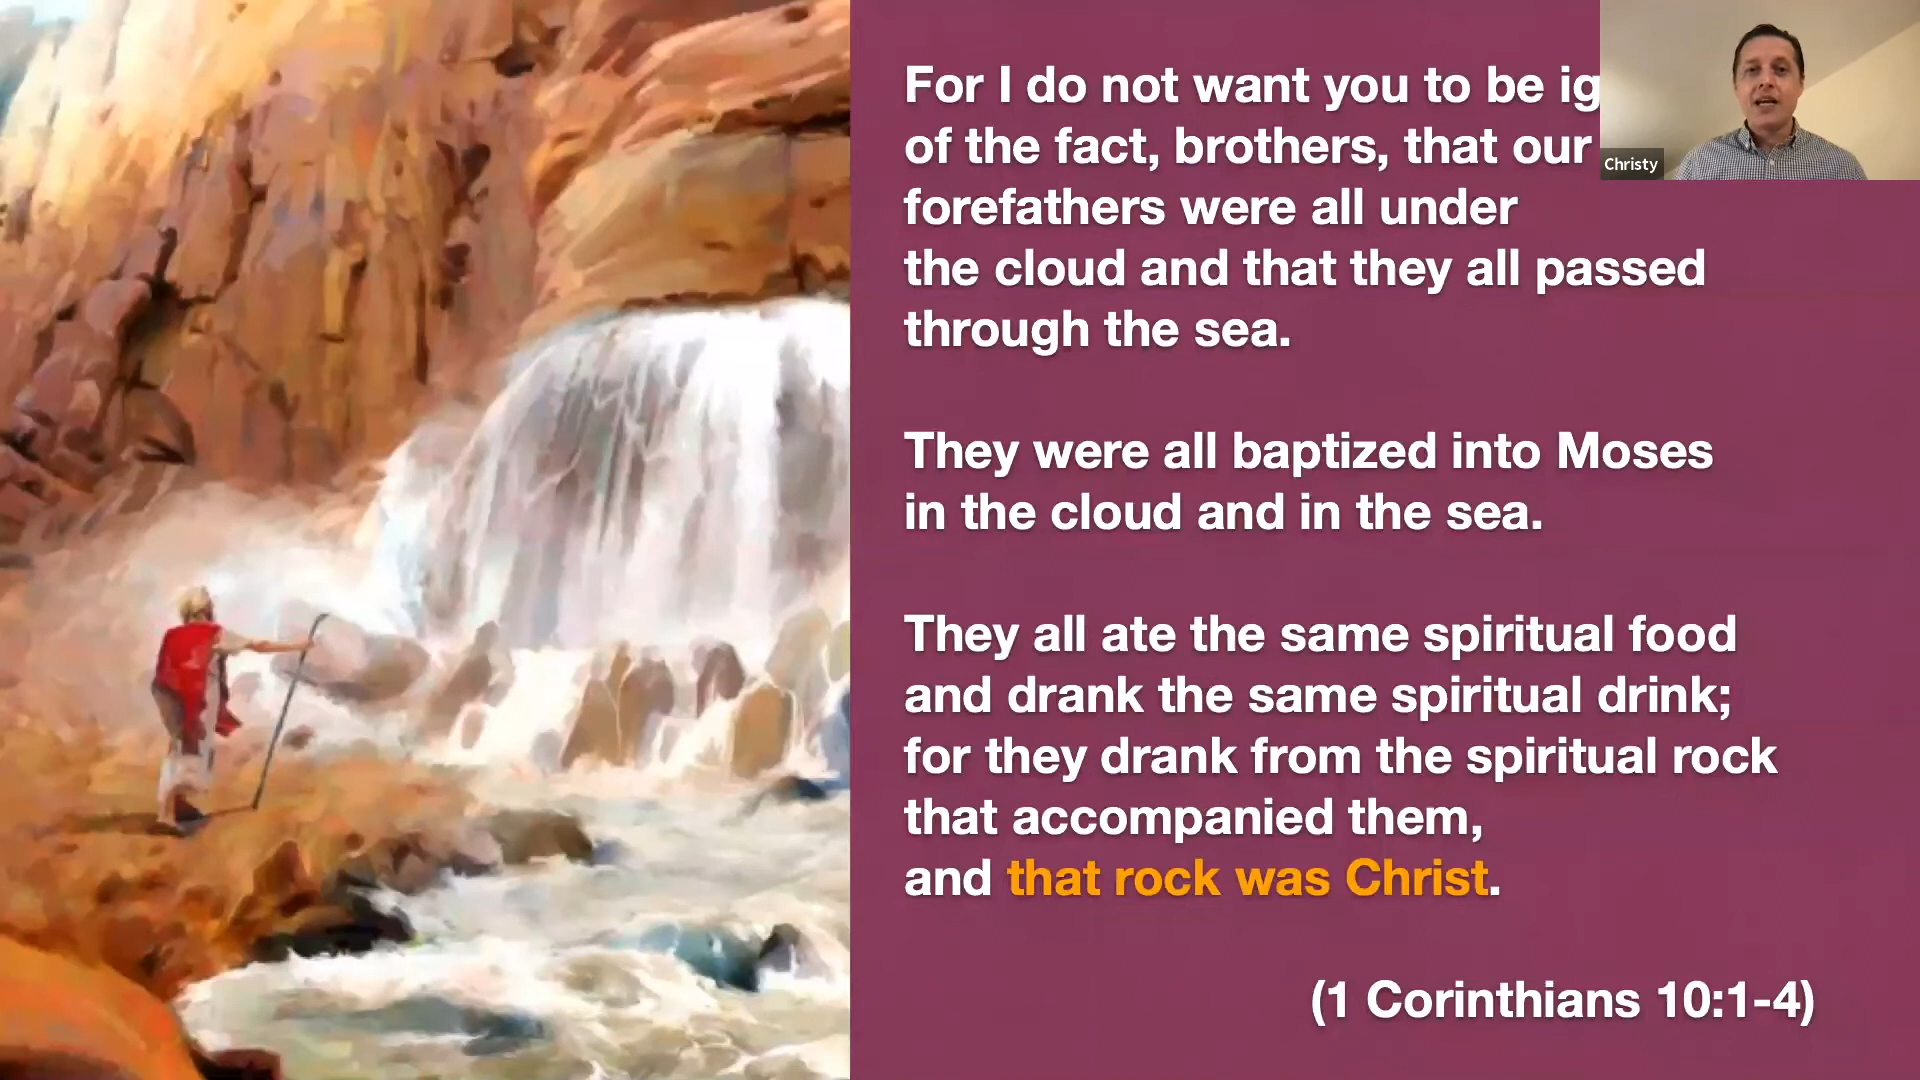 For I do not want you to be ig
of the fact, brothers, that our
forefathers were all under
the cloud and that they all passed
through the sea.
They were all baptized into Moses
in the cloud and in the sea.
They all ate the same spiritual food
and drank the same spiritual drink;
for they drank from the spiritual rock
that accompanied them,
and that rock was Christ.
(1 Corinthians 10:1-4)
Christy